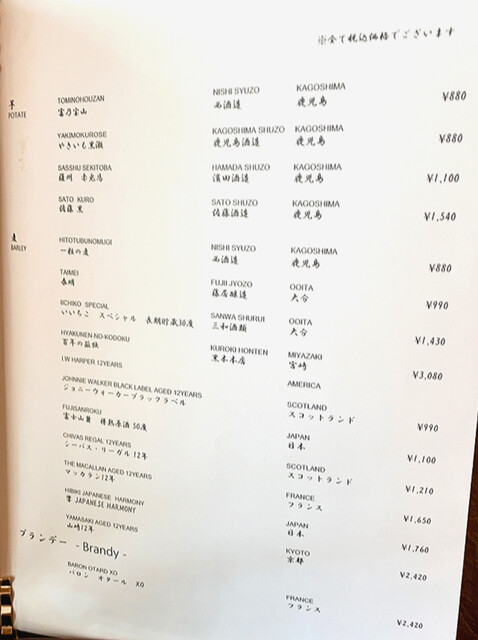 ※全て税込価格でございます
芋 TOMINOHOUZAN NISHI SYUZO KAGOSHIMA ¥880
POTATE 富乃宝山 西酒造 鹿児島
YAKIMOKUROSE KAGOSHIMA SHUZO KAGOSHIMA ¥880
やきいも黒瀬 鹿児島酒造 鹿児島
SASSHU SEKITOBA HAMADA SHUZO KAGOSHIMA ¥1,100
薩州 赤兎馬 濱田酒造 鹿児島
SATO KURO SATO SHUZO KAGOSHIMA ¥1,540
佐藤 黒 佐藤酒造 鹿児島
麦 HITOTUBUNOMUGI NISHI SYUZO KAGOSHIMA
BARLEY 一粒の麦 西酒造 鹿児島 ¥880
TAIMEI FUJII JYOZO OOITA
泰明 藤居醸造 大分 ¥990
IICHIKO SPECIAL SANWA SHURUI OOITA
いいちこ スペシャル 長期貯蔵30度 三和酒類 大分 ¥1,430
HYAKUNEN NO KODOKU KUROKI HONTEN MIYAZAKI
百年の孤独 黒木本店 宮崎 ¥3,080
I.W HARPER 12YEARS AMERICA
JOHNNIE WALKER BLACK LABEL AGED 12YEARS SCOTLAND
ジョニーウォーカーブラックラベル スコットランド ¥990
FUJISANROKU JAPAN
富士山麓 樽熟原酒 50度 日本 ¥1,100
CHIVAS REGAL 12YEARS SCOTLAND
シーバス・リーガル 12年 スコットランド ¥1,210
THE MACALLAN AGED 12YEARS FRANCE
マッカラン12年 フランス ¥1,650
HIBIKI JAPANESE HARMONY JAPAN
響 JAPANESE HARMONY 日本 ¥1,760
YAMASAKI AGED 12YEARS KYOTO
山崎12年 京都 ¥2,420
ブランデー - Brandy -
BARON OTARD XO FRANCE
バロン オタール XO フランス ¥2,420